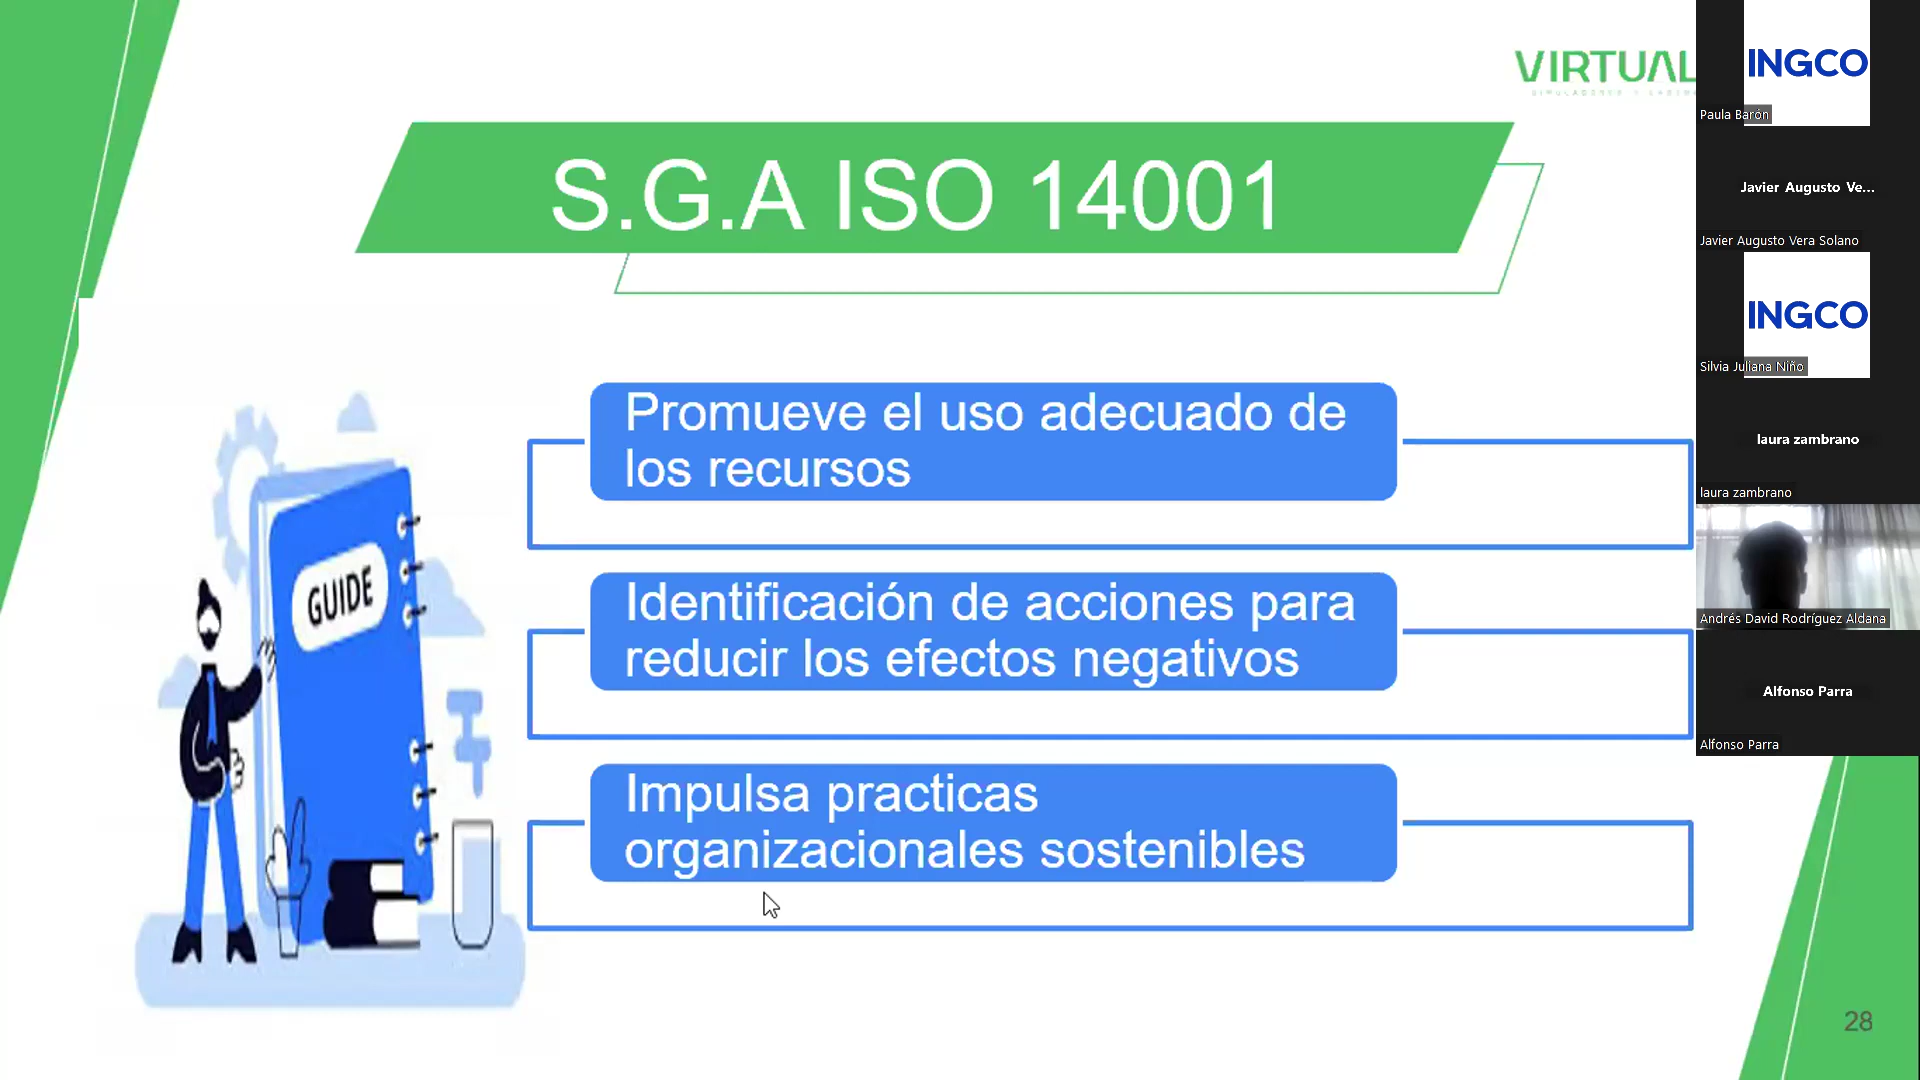 VIRTUAL
S.G.A ISO 14001
Promueve el uso adecuado de
los recursos
Identificación de acciones para
reducir los efectos negativos
Impulsa practicas
organizacionales sostenibles
GUIDE
28
INGCO
Paula Barón
Javier Augusto Ve...
Javier Augusto Vera Solano
INGCO
Silvia Juliana Niño
laura zambrano
laura zambrano
Andrés David Rodríguez Aldana
Alfonso Parra
Alfonso Parra